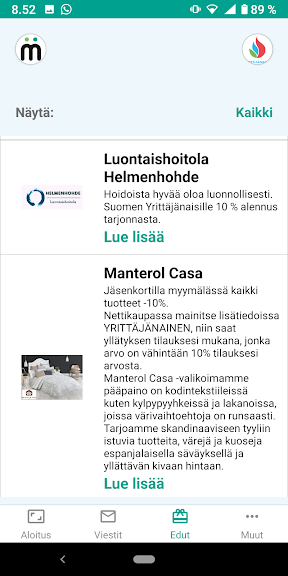 8.52
89 %
m
Näytä:
Kaikki
HELMENHOHDE
Luontaishoitola
Luontaishoitola
Helmenhohde
Hoidoista hyvää oloa luonnollisesti.
Suomen Yrittäjänaisille 10 % alennus
tarjonnasta.
Lue lisää
Manterol Casa
Jäsenkortilla myymälässä kaikki
tuotteet -10%.
Nettikaupassa mainitse lisätiedoissa
YRITTÄJÄNAINEN, niin saat
yllätyksen tilauksesi mukana, jonka
arvo on vähintään 10% tilauksesi
arvosta.
Manterol Casa -valikoimamme
pääpaino on kodintekstiileissä
kuten kylpypyyhkeissä ja lakanoissa,
joissa värivaihtoehtoja on runsaasti.
Tarjoamme skandinaaviseen tyyliin
istuvia tuotteita, värejä ja kuoseja
espanjalaisella säväyksellä ja
yllättävän kivaan hintaan.
Lue lisää
Aloitus
Viestit
Edut
Muut